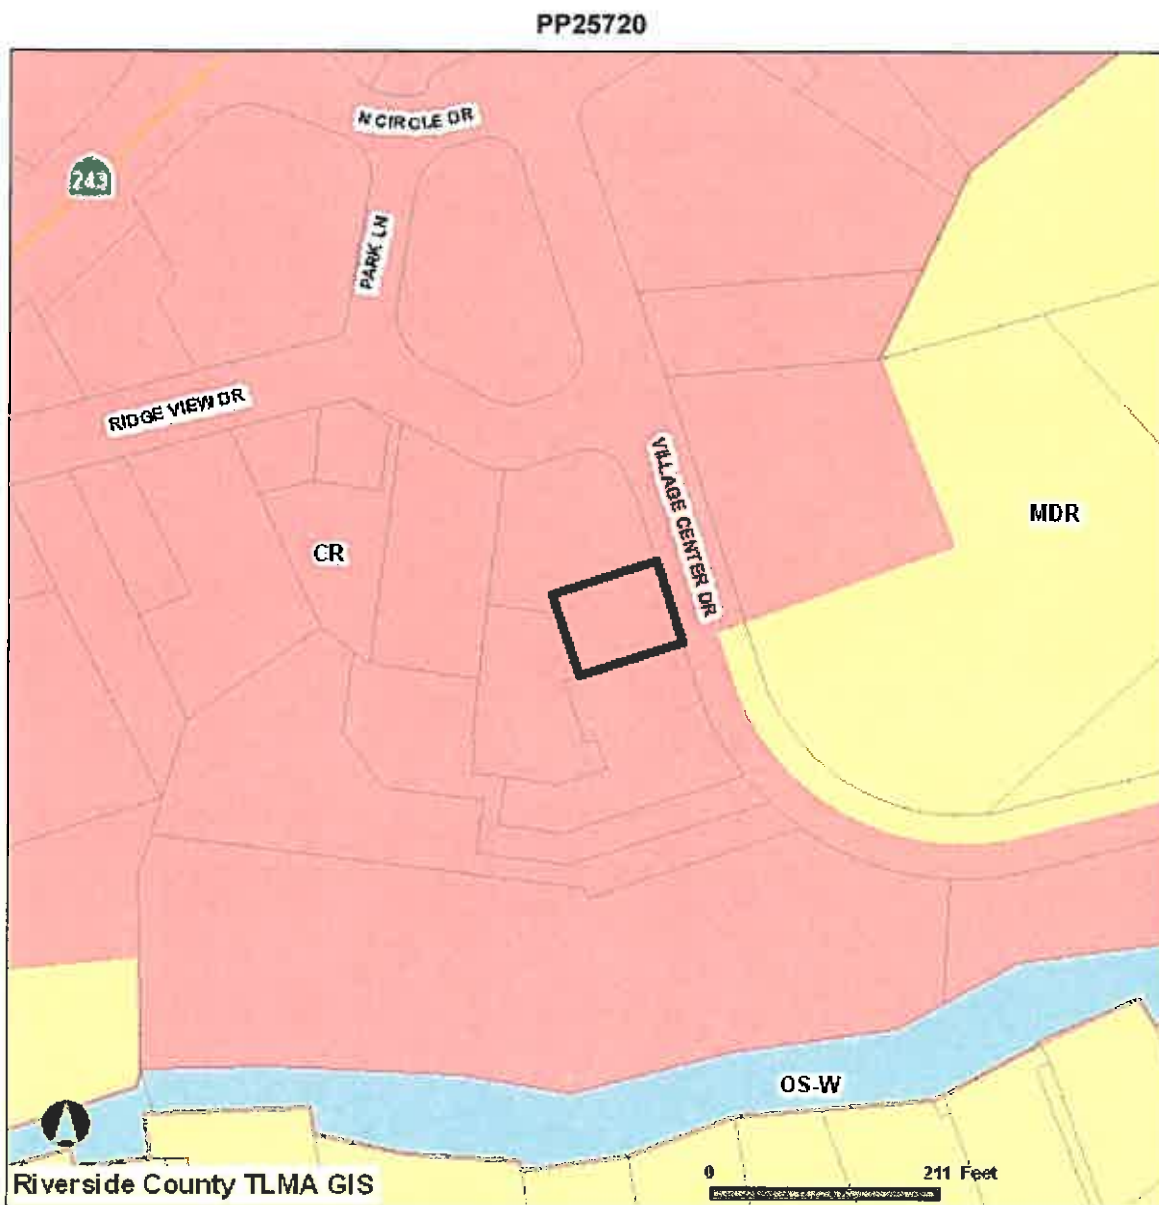 PP25720
N CIRCLE DR
243
PARK LN
RIDGE VIEW DR
VILLAGE CENTER DR
MDR
CR
OS-W
Riverside County TLMA GIS
0 211 Feet